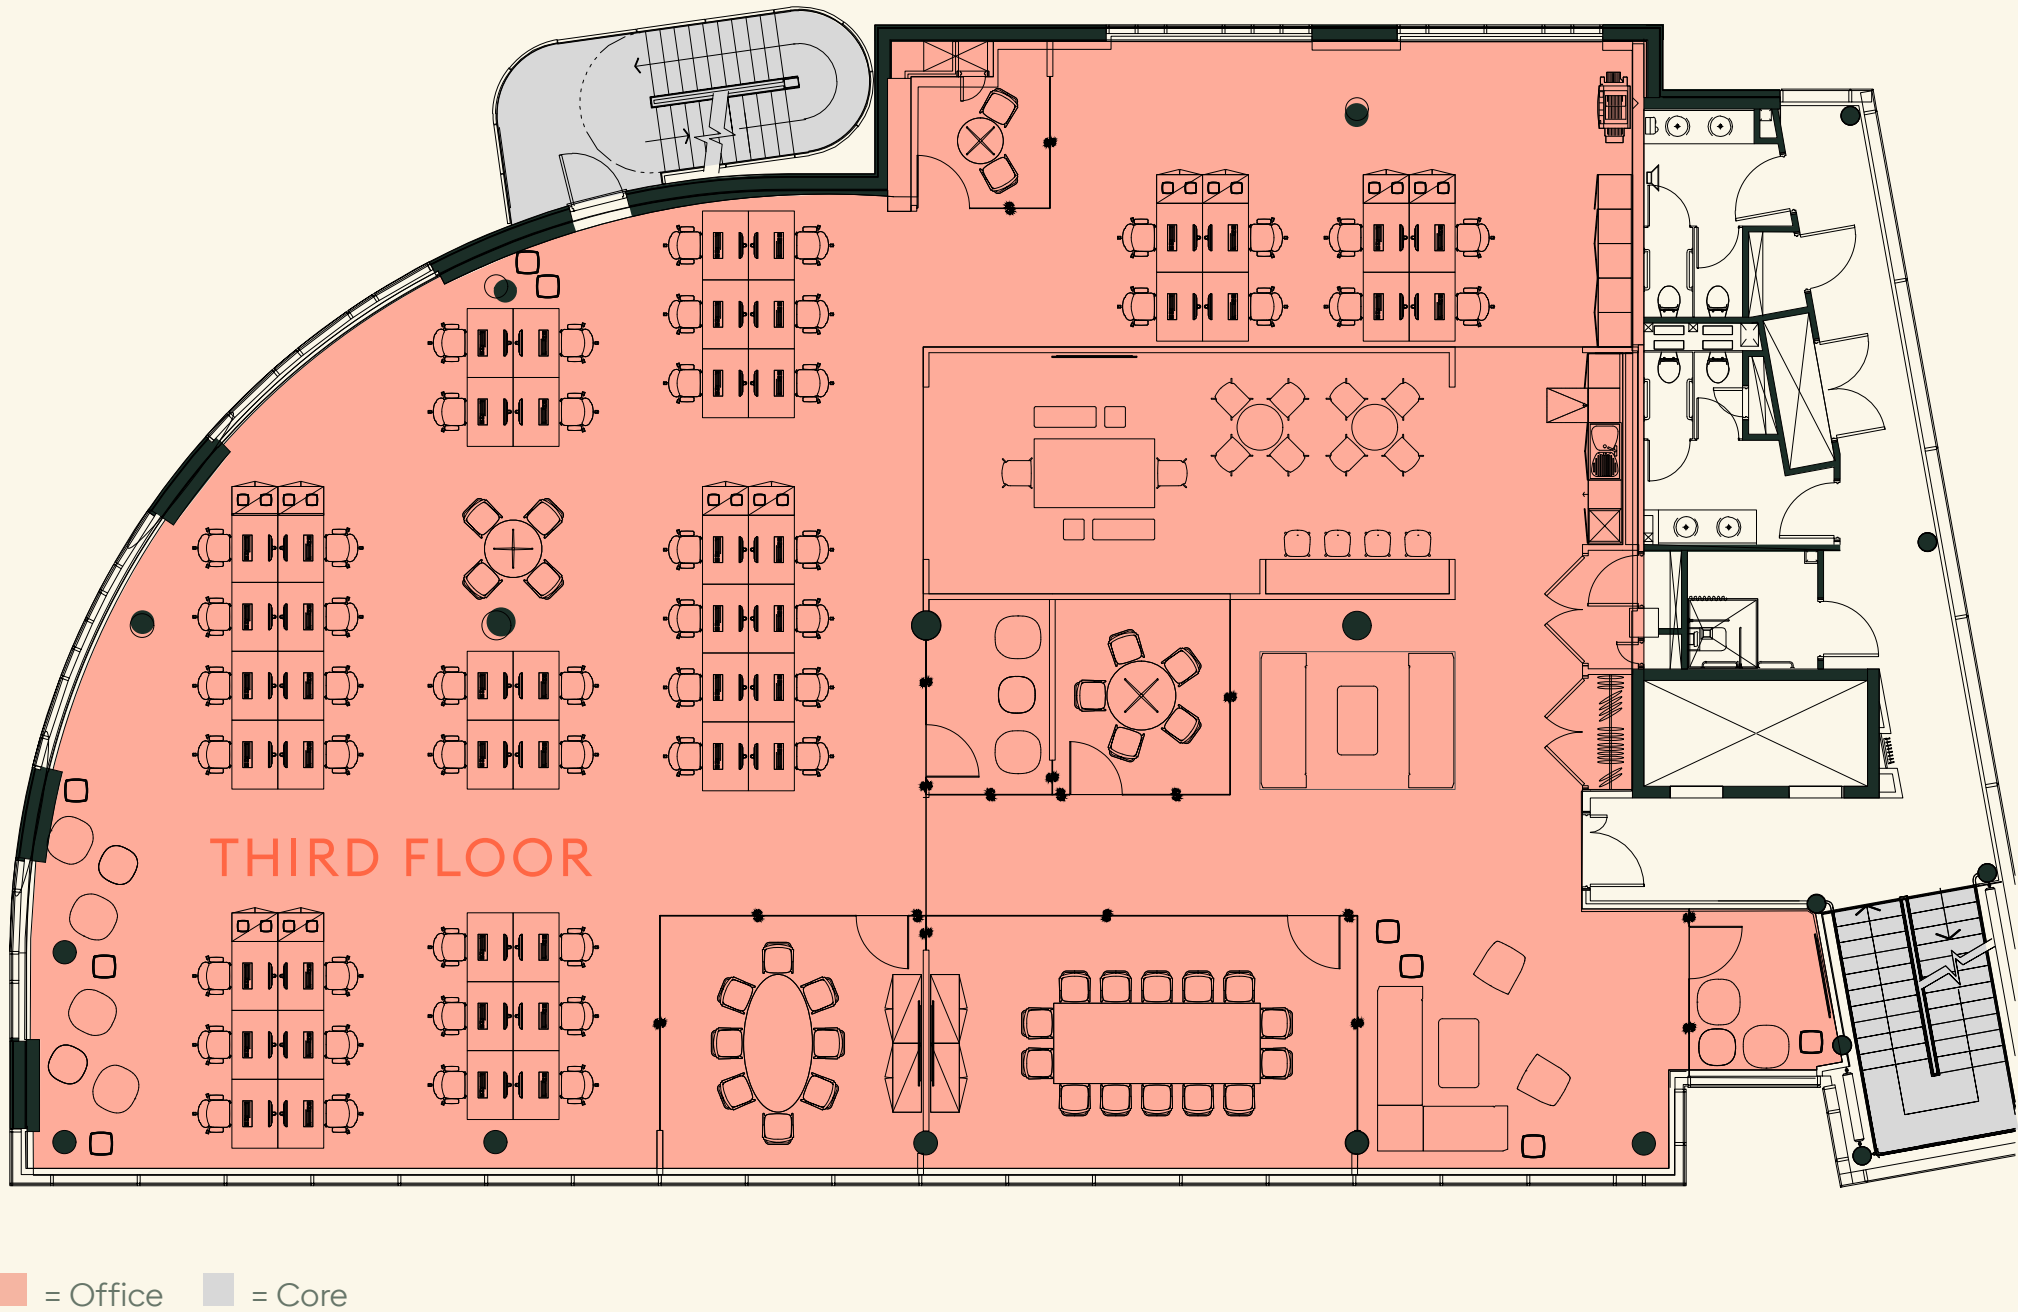 THIRD FLOOR
= Office = Core